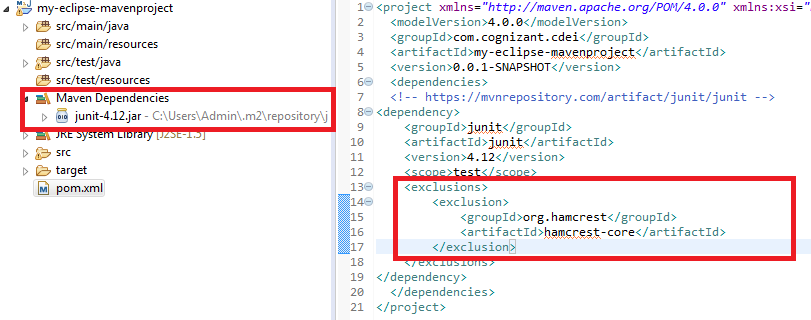 my-eclipse-mavenproject
src/main/java
src/main/resources
src/test/java
src/test/resources
Maven Dependencies
junit-4.12.jar - C:\Users\Admin\.m2\repository\j
JRE System Library [J2SE-1.5]
src
target
pom.xml
1 <project xmlns="http://maven.apache.org/POM/4.0.0" xmlns:xsi="
2 <modelVersion>4.0.0</modelVersion>
3 <groupId>com.cognizant.cdei</groupId>
4 <artifactId>my-eclipse-mavenproject</artifactId>
5 <version>0.0.1-SNAPSHOT</version>
6 <dependencies>
7 <!-- https://mvnrepository.com/artifact/junit/junit -->
8 <dependency>
9 <groupId>junit</groupId>
10 <artifactId>junit</artifactId>
11 <version>4.12</version>
12 <scope>test</scope>
13 <exclusions>
14 <exclusion>
15 <groupId>org.hamcrest</groupId>
16 <artifactId>hamcrest-core</artifactId>
17 </exclusion>
18 </exclusions>
19 </dependency>
20 </dependencies>
21 </project>